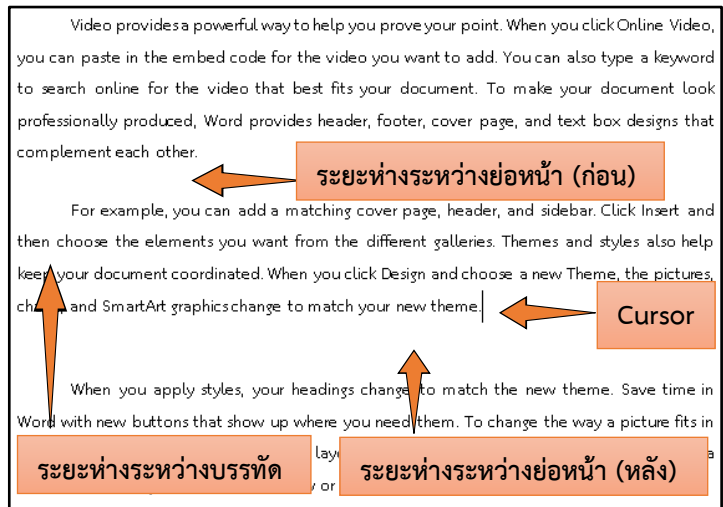 Video provides a powerful way to help you prove your point. When you click Online Video,
you can paste in the embed code for the video you want to add. You can also type a keyword
to search online for the video that best fits your document. To make your document look
professionally produced, Word provides header, footer, cover page, and text box designs that
complement each other.
ระยะห่างระหว่างย่อหน้า (ก่อน)
For example, you can add a matching cover page, header, and sidebar. Click Insert and
then choose the elements you want from the different galleries. Themes and styles also help
keep your document coordinated. When you click Design and choose a new Theme, the pictures,
and SmartArt graphics change to match your new theme.
Cursor
When you apply styles, your headings change to match the new theme. Save time in
Word with new buttons that show up where you need them. To change the way a picture fits in
ระยะห่างระหว่างบรรทัด
ระยะห่างระหว่างย่อหน้า (หลัง)
a
or